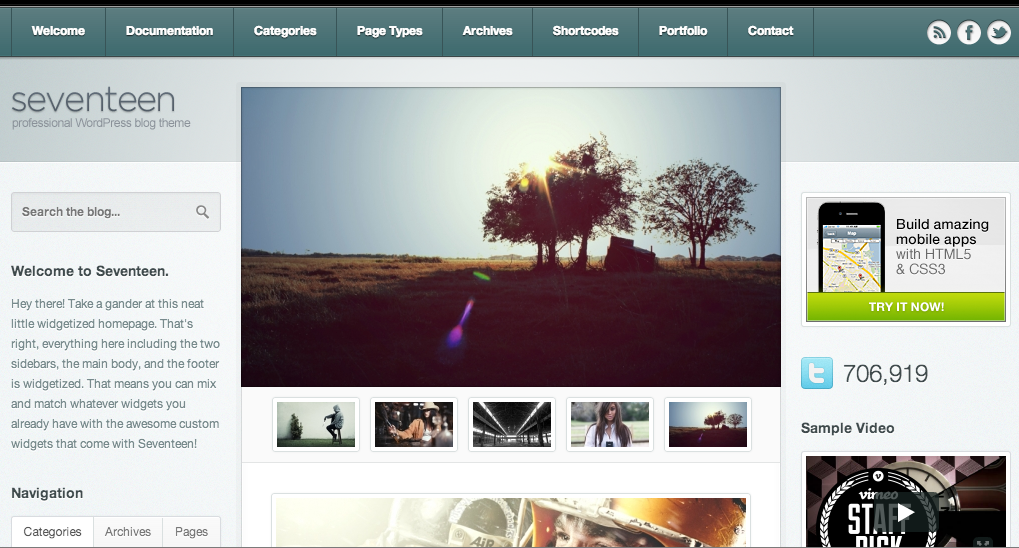 Welcome
Documentation
Categories
Page Types
Archives
Shortcodes
Portfolio
Contact
seventeen
professional WordPress blog theme
Search the blog...
Welcome to Seventeen.
Hey there! Take a gander at this neat
little widgetized homepage. That's
right, everything here including the two
sidebars, the main body, and the footer
is widgetized. That means you can mix
and match whatever widgets you
already have with the awesome custom
widgets that come with Seventeen!
Navigation
Categories
Archives
Pages
AiR
Build amazing
mobile apps
with HTML5
& CSS3
TRY IT NOW!
706,919
Sample Video
vimeo
STAFF
PICK